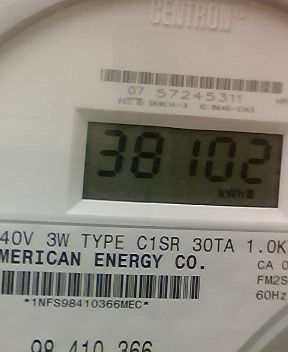 CENTRON
07 57245311
38102
kWh
40V 3W TYPE C1SR 30TA 1.0K
MERICAN ENERGY CO.
CA 0
FM2S
60Hz
*1NFS98410366MEC*
98 410 366